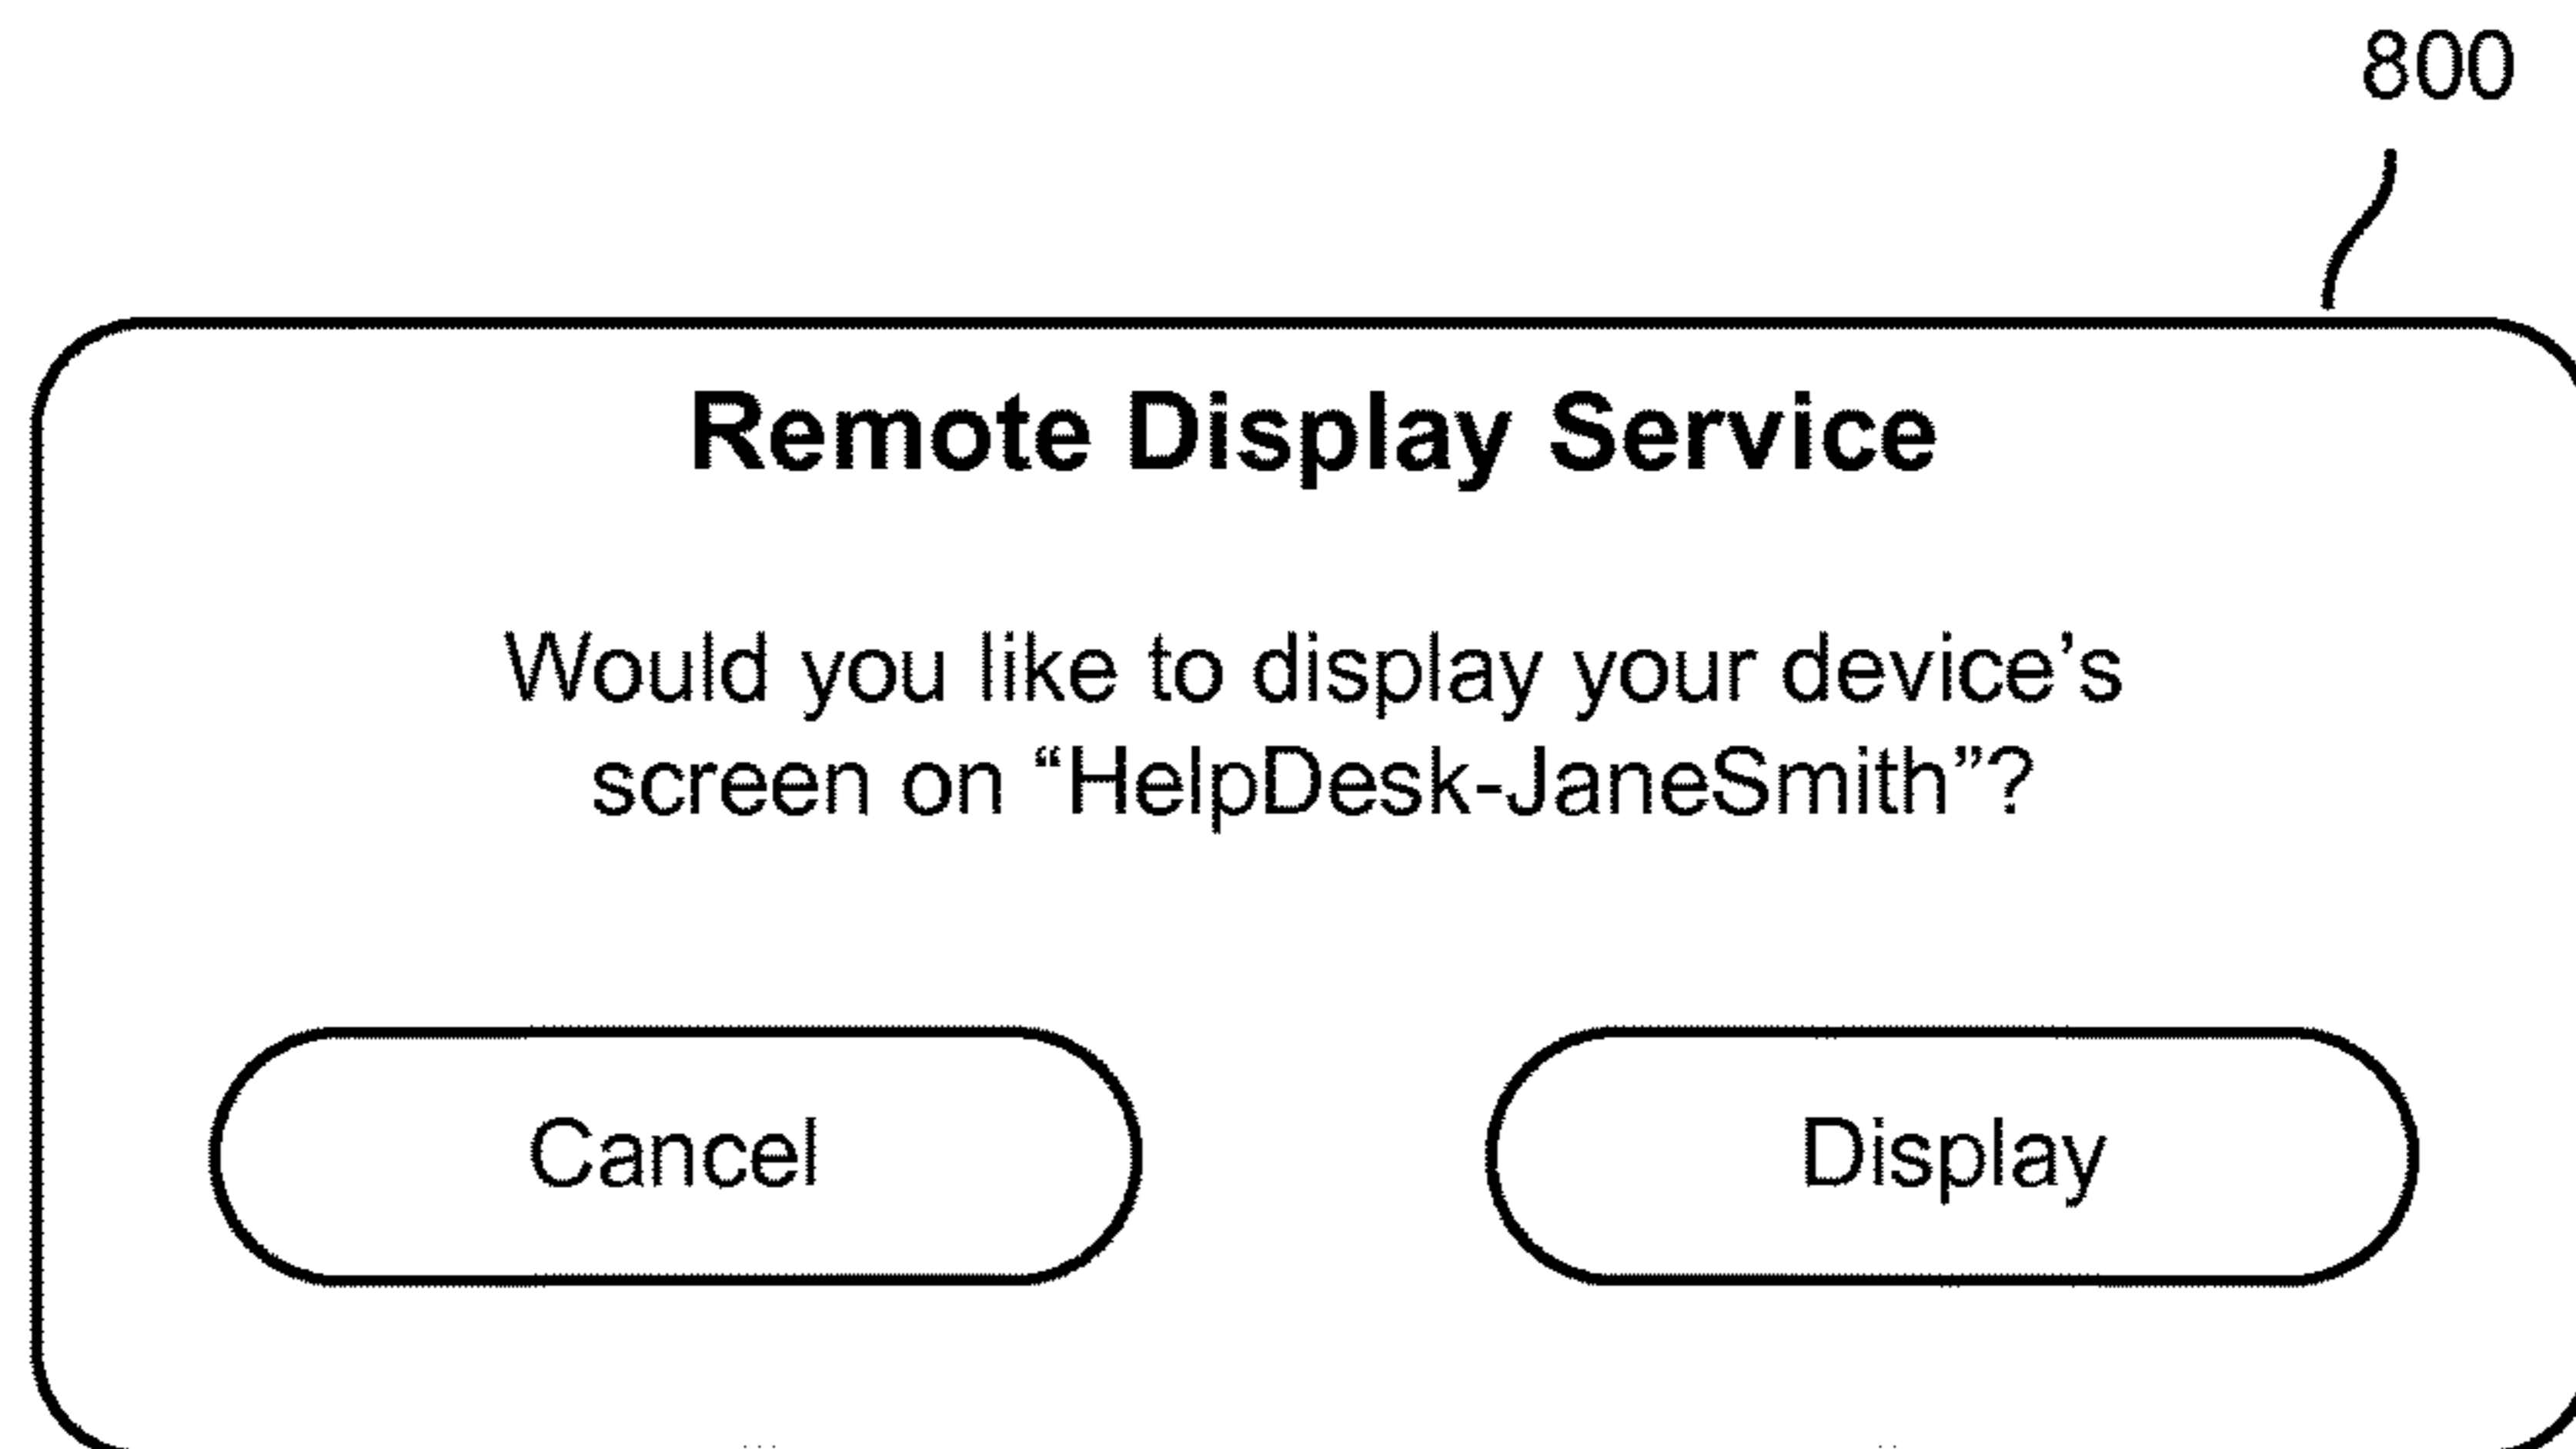 800
Remote Display Service
Would you like to display your device’s
screen on “HelpDesk-JaneSmith”?
Cancel
Display